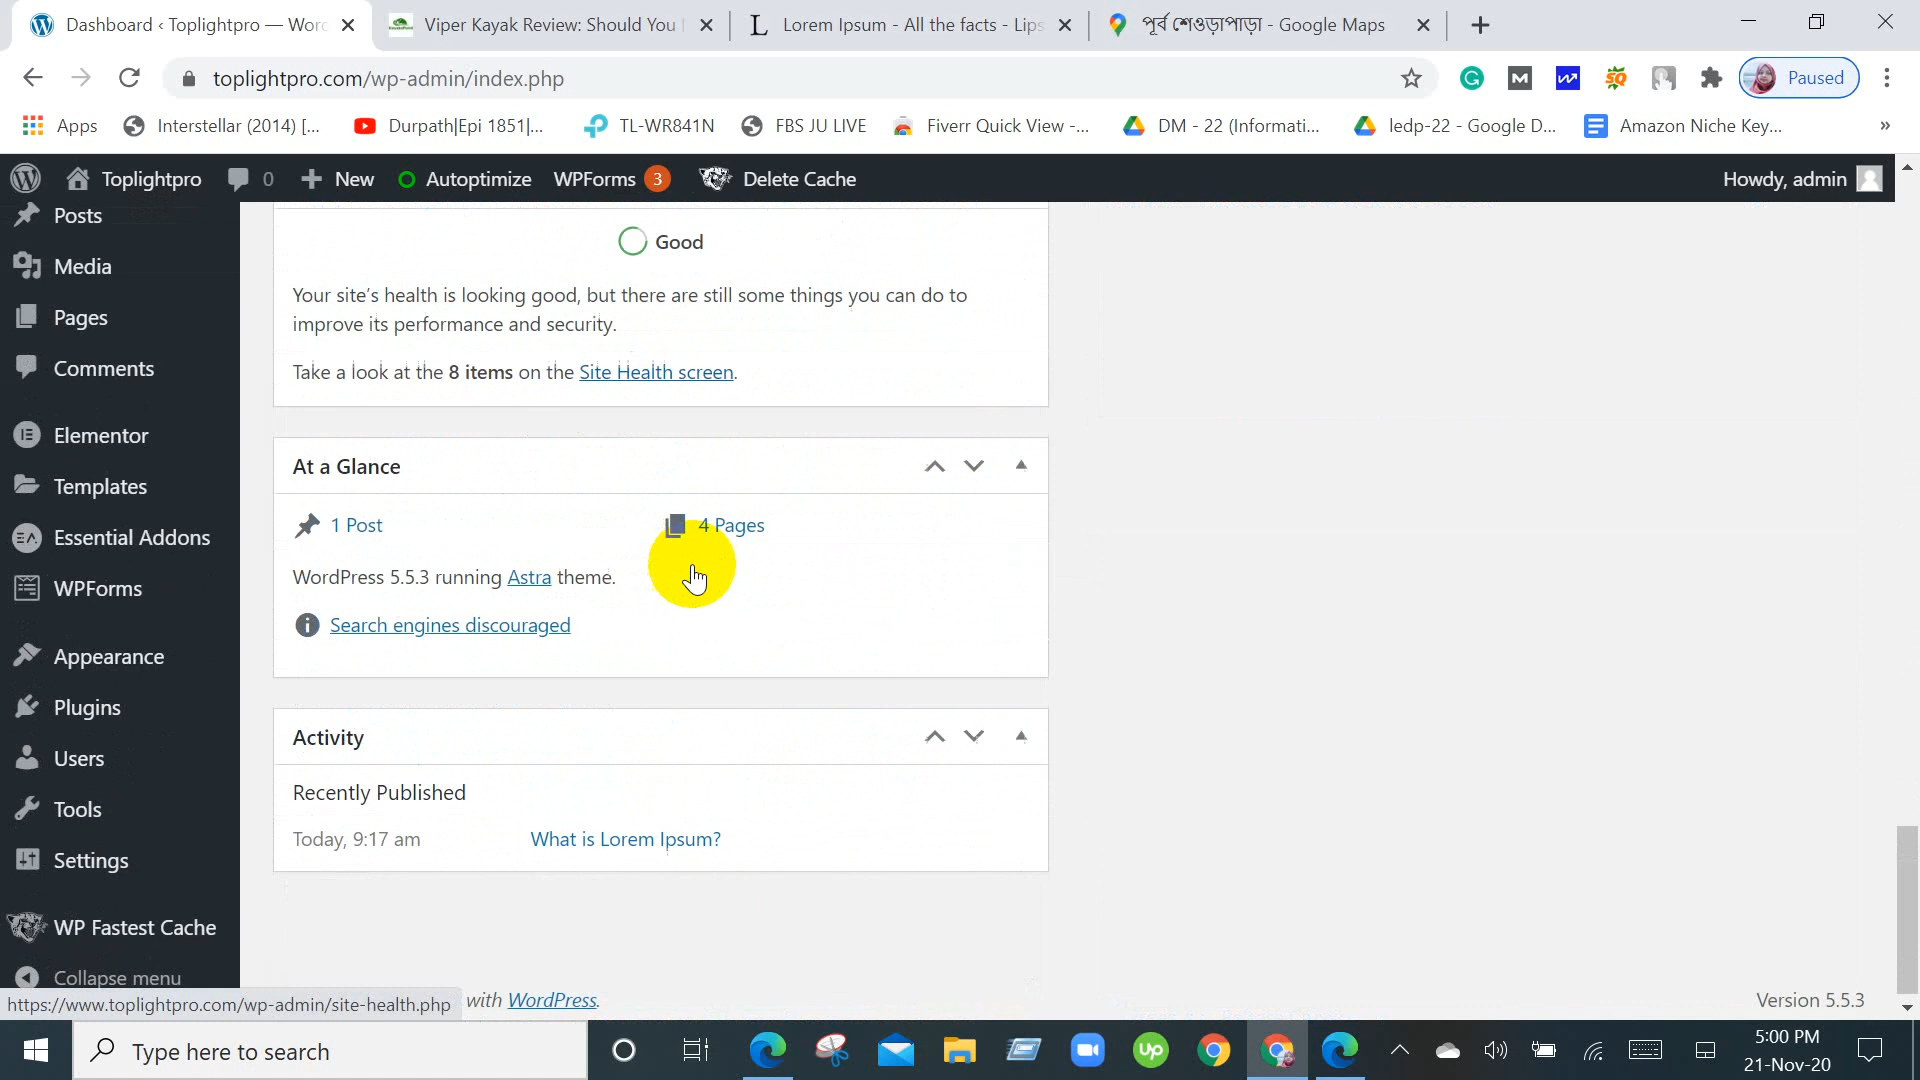 Dashboard ‹ Toplightpro — Worc
Viper Kayak Review: Should You
Lorem Ipsum - All the facts - Lips
পূর্ব শেওড়াপাড়া - Google Maps
toplightpro.com/wp-admin/index.php
Paused
Apps
Interstellar (2014) [...
Durpath|Epi 1851|...
TL-WR841N
FBS JU LIVE
Fiverr Quick View -...
DM - 22 (Informati...
ledp-22 - Google D...
Amazon Niche Key...
»
Toplightpro
0
New
Autoptimize
WPForms 3
Delete Cache
Howdy, admin
Posts
Media
Pages
Comments
Elementor
Templates
Essential Addons
WPForms
Appearance
Plugins
Users
Tools
Settings
WP Fastest Cache
Collapse menu
Good
Your site's health is looking good, but there are still some things you can do to
improve its performance and security.
Take a look at the 8 items on the Site Health screen.
At a Glance
1 Post
4 Pages
WordPress 5.5.3 running Astra theme.
Search engines discouraged
Activity
Recently Published
Today, 9:17 am
What is Lorem Ipsum?
https://www.toplightpro.com/wp-admin/site-health.php
with WordPress.
Version 5.5.3
Type here to search
5:00 PM
21-Nov-20